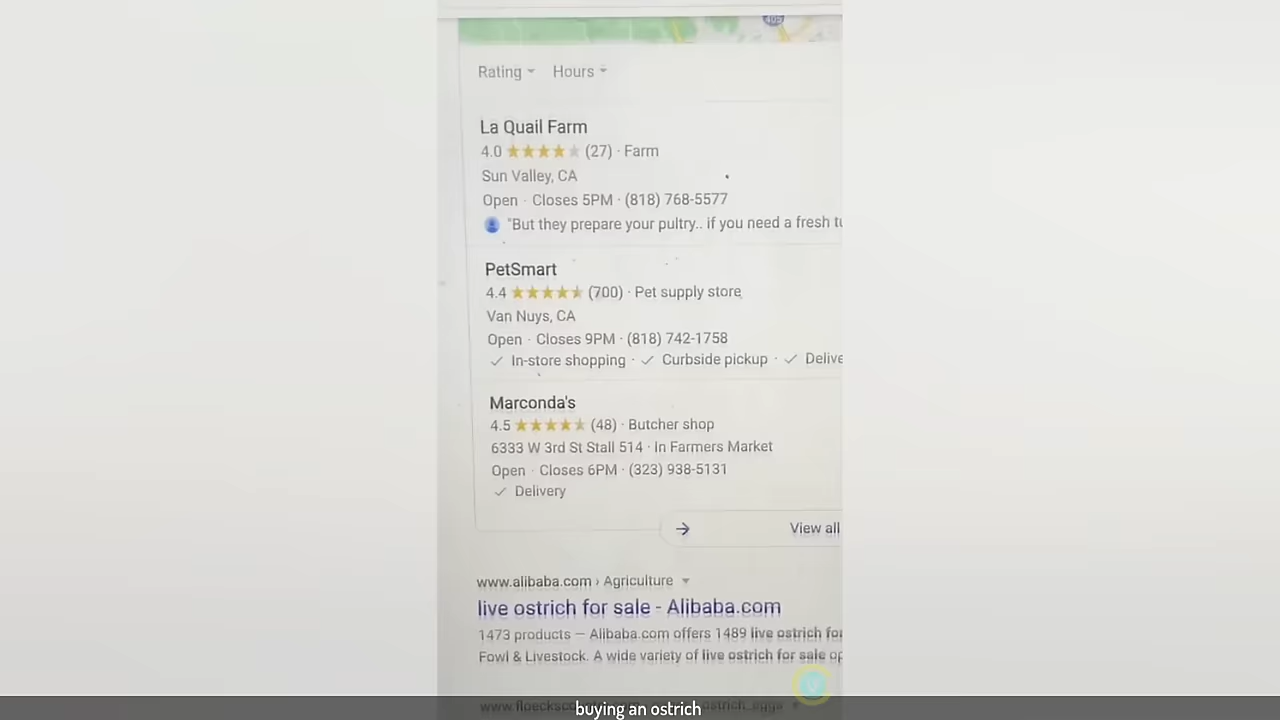 405
Rating Hours
La Quail Farm
4.0 (27) · Farm
Sun Valley, CA
Open · Closes 5PM · (818) 768-5577
"But they prepare your pultry.. if you need a fresh
PetSmart
4.4 (700) · Pet supply store
Van Nuys, CA
Open · Closes 9PM · (818) 742-1758
In-store shopping · Curbside pickup · Delive
Marconda's
4.5 (48) · Butcher shop
6333 W 3rd St Stall 514 · In Farmers Market
Open · Closes 6PM · (323) 938-5131
Delivery
View all
www.alibaba.com › Agriculture
live ostrich for sale - Alibaba.com
1473 products — Alibaba.com offers 1489 live ostrich for
Fowl & Livestock. A wide variety of live ostrich for sale op
ostrich_eggs
buying an ostrich